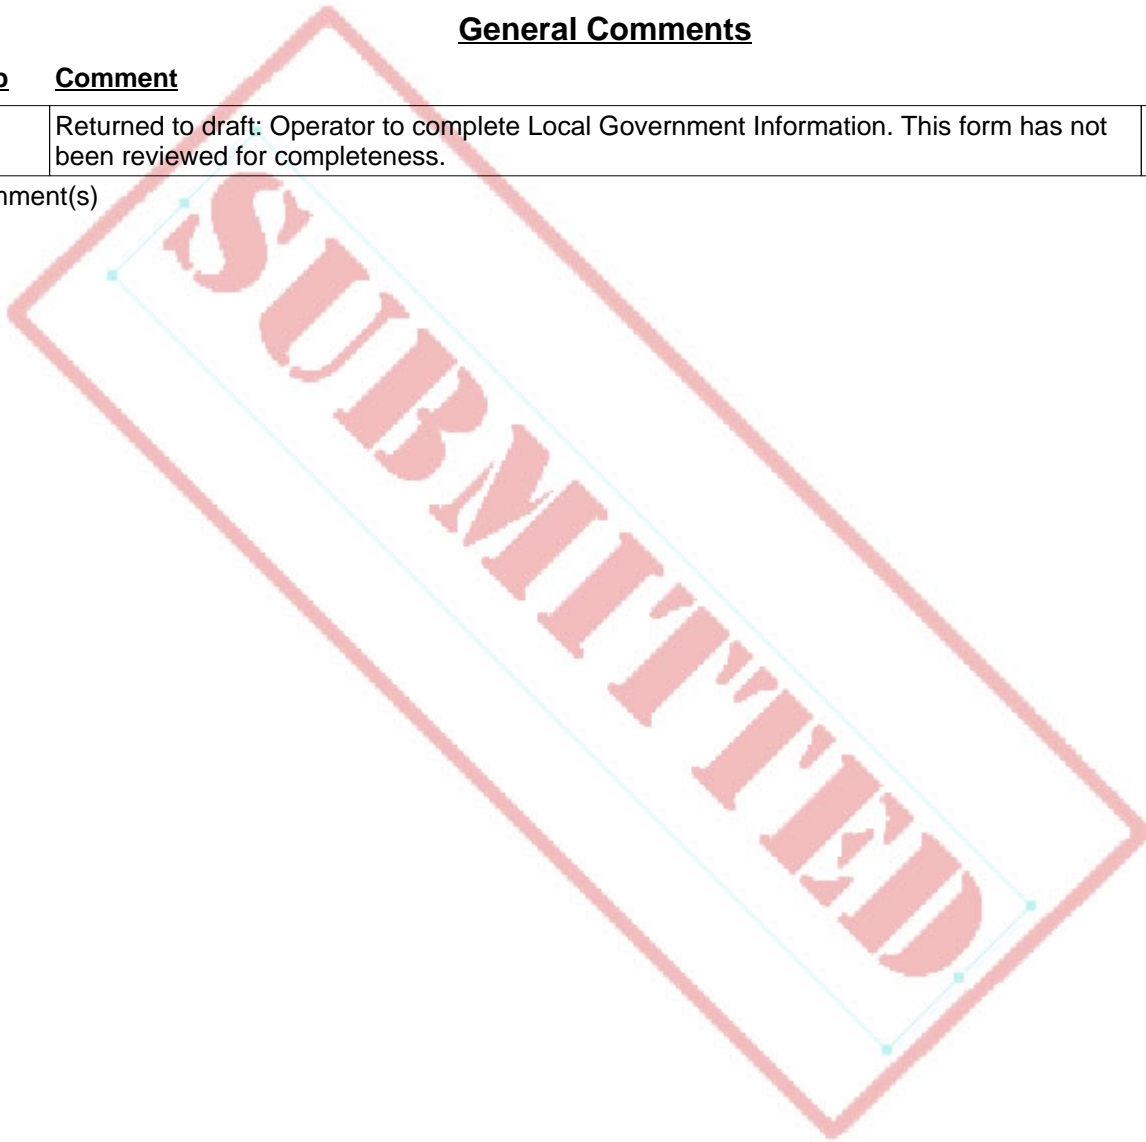 General Comments
Comment
Returned to draft: Operator to complete Local Government Information. This form has not
been reviewed for completeness.
mment(s)
SUBMITTED